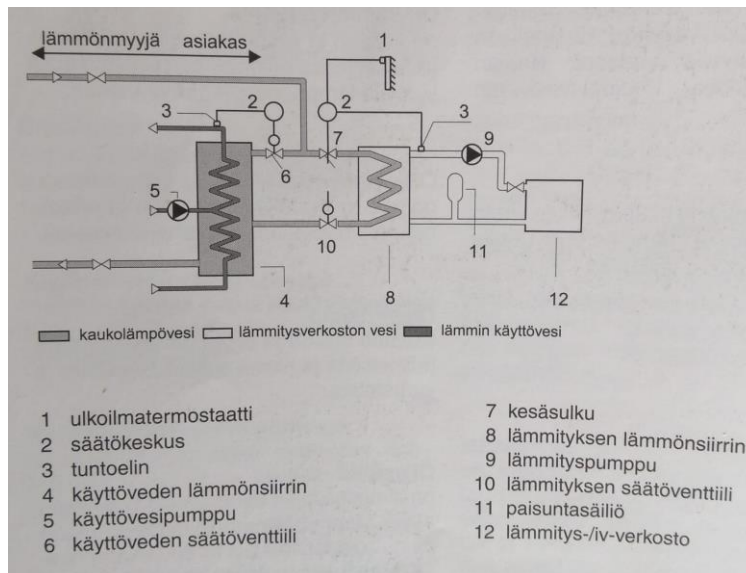 lämmönmyyjä asiakas
1
3
2
2
3
9
7
6
5
10
11
4
8
12
kaukolämpövesi
lämmitysverkoston vesi
lämmin käyttövesi
1 ulkoilmatermostaatti
2 säätökeskus
3 tuntoelin
4 käyttöveden lämmönsiirrin
5 käyttövesipumppu
6 käyttöveden säätöventtiili
7 kesäsulku
8 lämmityksen lämmönsiirrin
9 lämmityspumppu
10 lämmityksen säätöventtiili
11 paisuntasäiliö
12 lämmitys-/iv-verkosto